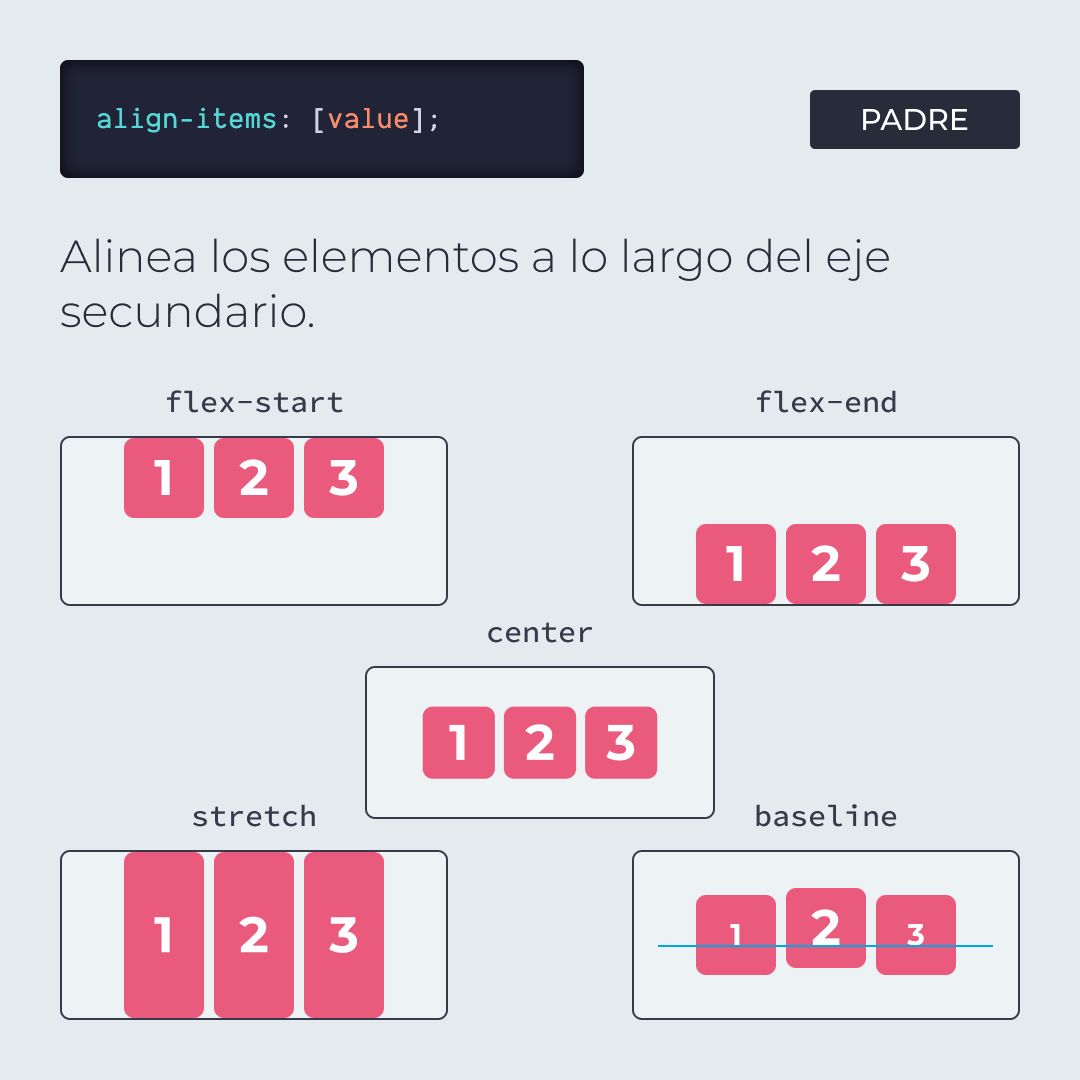 align-items: [value];
PADRE
Alinea los elementos a lo largo del eje
secundario.
flex-start
1 2 3
flex-end
1 2 3
center
1 2 3
stretch
1 2 3
baseline
1 2 3